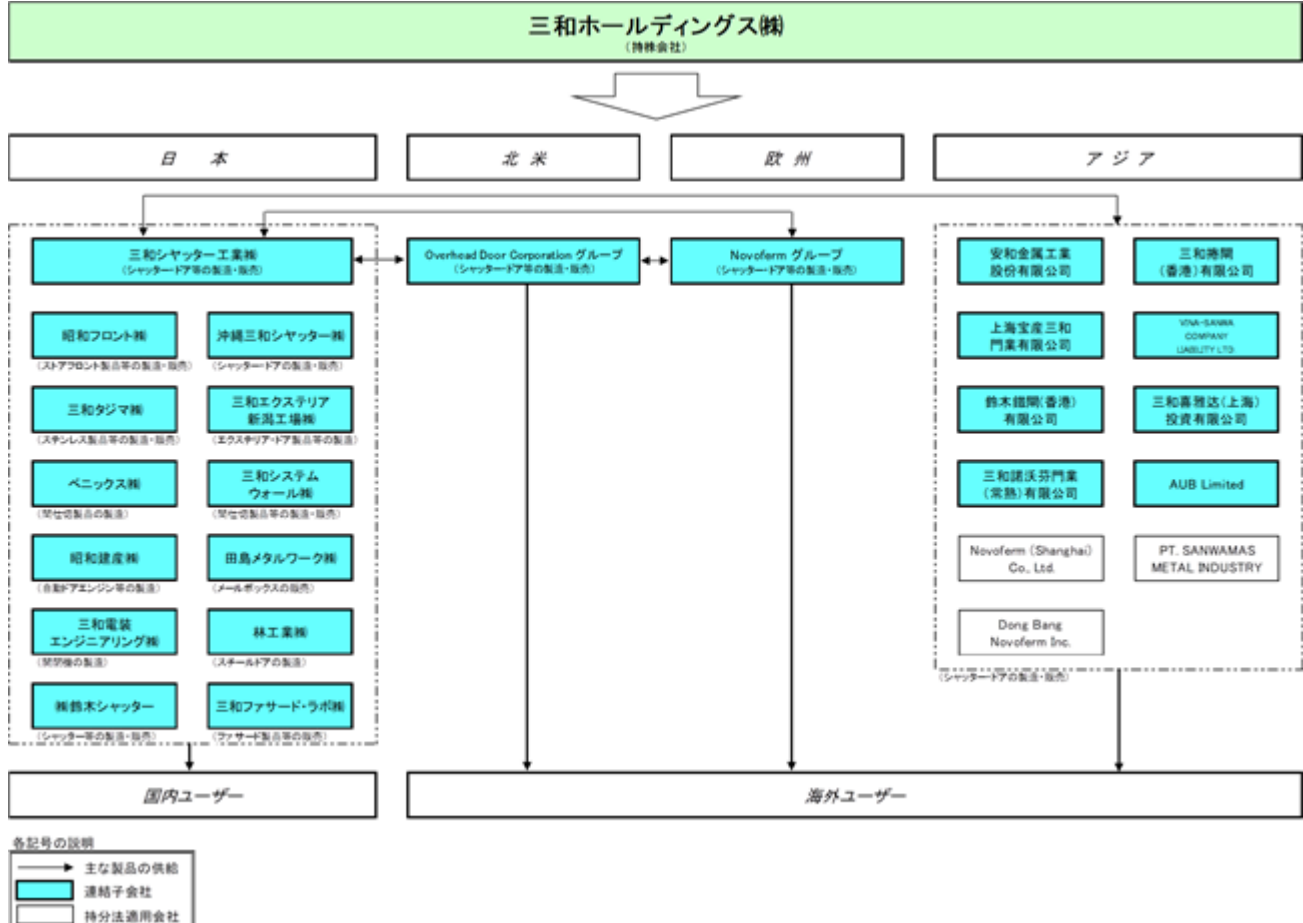 三和ホールディングス㈱
(持株会社)
日 本
北 米
欧 州
ア ジ ア
三和シヤッター工業㈱
(シャッター・ドア等の製造・販売)
Overhead Door Corporation グループ
(シャッター・ドア等の製造・販売)
Novoferm グループ
(シャッター・ドア等の製造・販売)
安和金属工業
股份有限公司
三和捲閘
(香港)有限公司
昭和フロント㈱
(ストアフロント製品等の製造・販売)
沖縄三和シヤッター㈱
(シャッター・ドアの製造・販売)
上海宝産三和
門業有限公司
VINA-SANWA
COMPANY
LIABILITY LTD.
三和タジマ㈱
(ステンレス製品等の製造・販売)
三和エクステリア
新潟工場㈱
(エクステリア・ドア製品等の製造)
鈴木鐵閘(香港)
有限公司
三和喜雅达(上海)
投資有限公司
ベニックス㈱
(間仕切製品の製造)
三和システム
ウォール㈱
(間仕切製品等の製造・販売)
三和諾沃芬門業
(常熟)有限公司
AUB Limited
昭和建産㈱
(自動ドアエンジン等の製造)
田島メタルワーク㈱
(メールボックスの販売)
Novoferm (Shanghai)
Co., Ltd.
PT. SANWAMAS
METAL INDUSTRY
三和電装
エンジニアリング㈱
(開閉機の製造)
林工業㈱
(スチールドアの製造)
Dong Bang
Novoferm Inc.
(シャッター・ドアの製造・販売)
㈱鈴木シャッター
(シャッター等の製造・販売)
三和ファサード・ラボ㈱
(ファサード製品等の販売)
国内ユーザー
海外ユーザー
各記号の説明
主な製品の供給
連結子会社
持分法適用会社